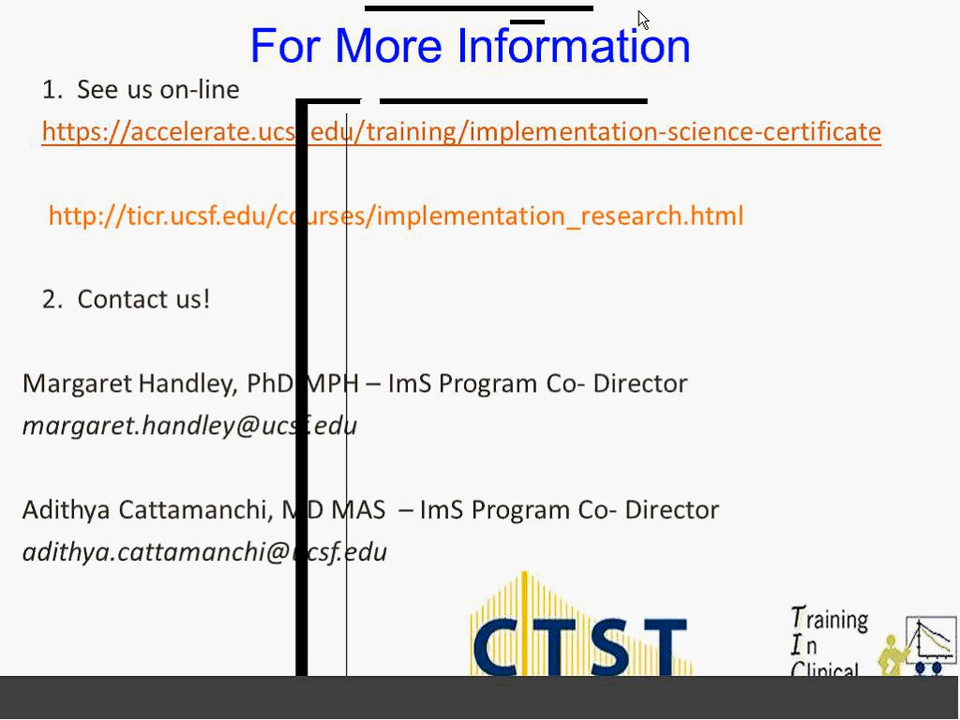 For More Information
1. See us on-line
https://accelerate.ucsf.edu/training/implementation-science-certificate
http://ticr.ucsf.edu/courses/implementation_research.html
2. Contact us!
Margaret Handley, PhD MPH – ImS Program Co- Director
margaret.handley@ucsf.edu
Adithya Cattamanchi, MD MAS – ImS Program Co- Director
adithya.cattamanchi@ucsf.edu
CTST
Training
In
Clinical